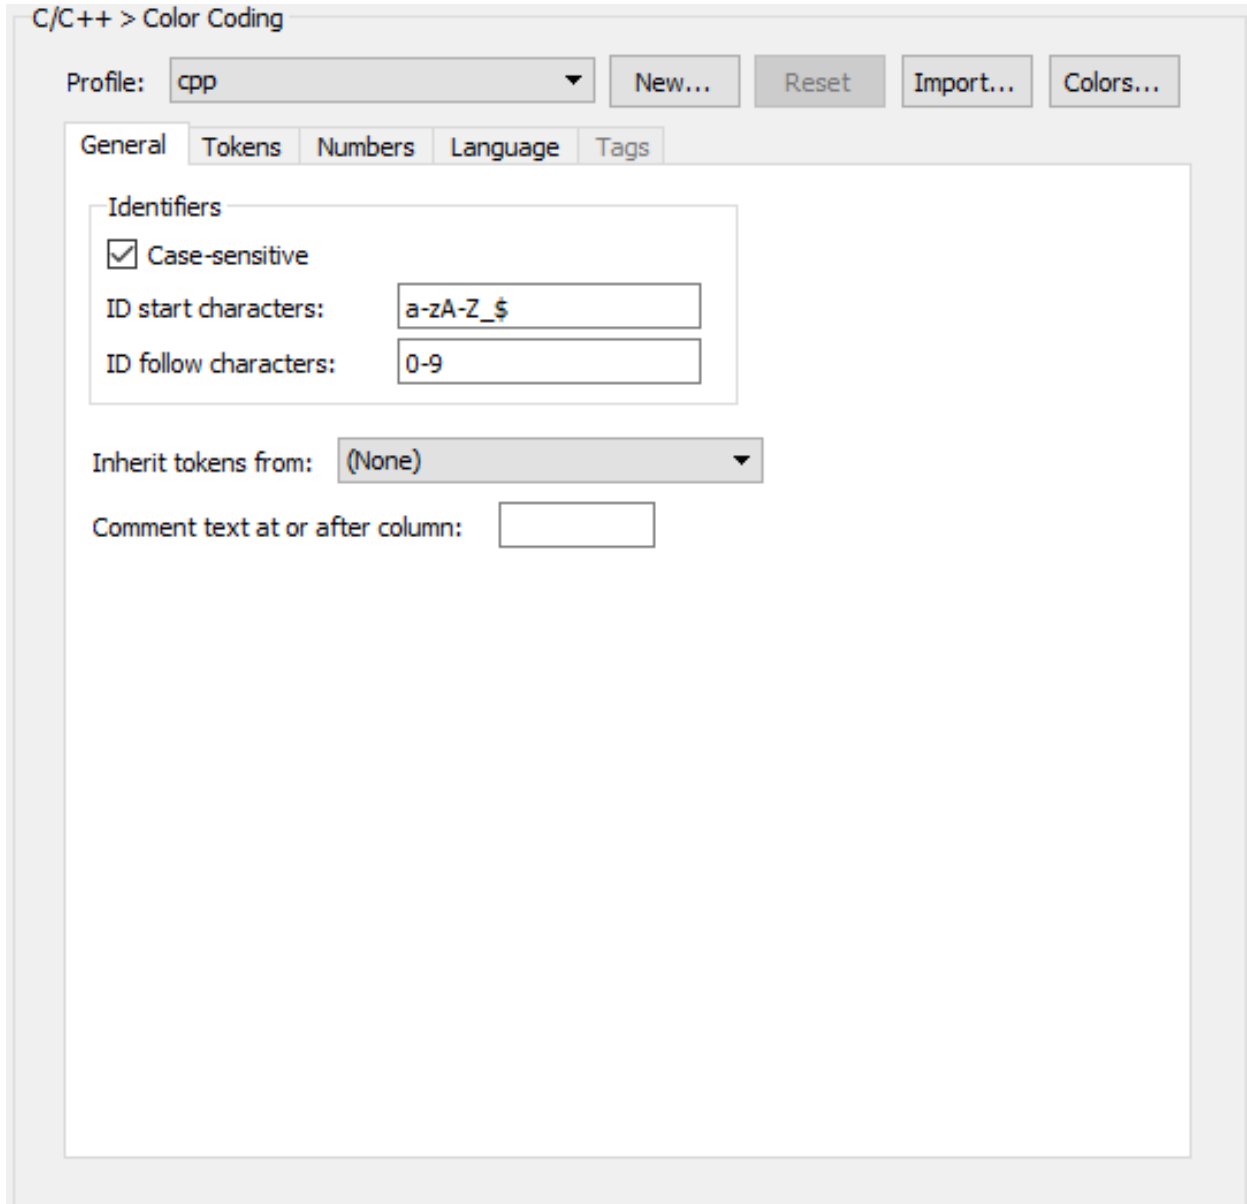 C/C++ > Color Coding
Profile: cpp New... Reset Import... Colors...
General Tokens Numbers Language Tags
Identifiers
Case-sensitive
ID start characters: a-zA-Z_$
ID follow characters: 0-9
Inherit tokens from: (None)
Comment text at or after column: